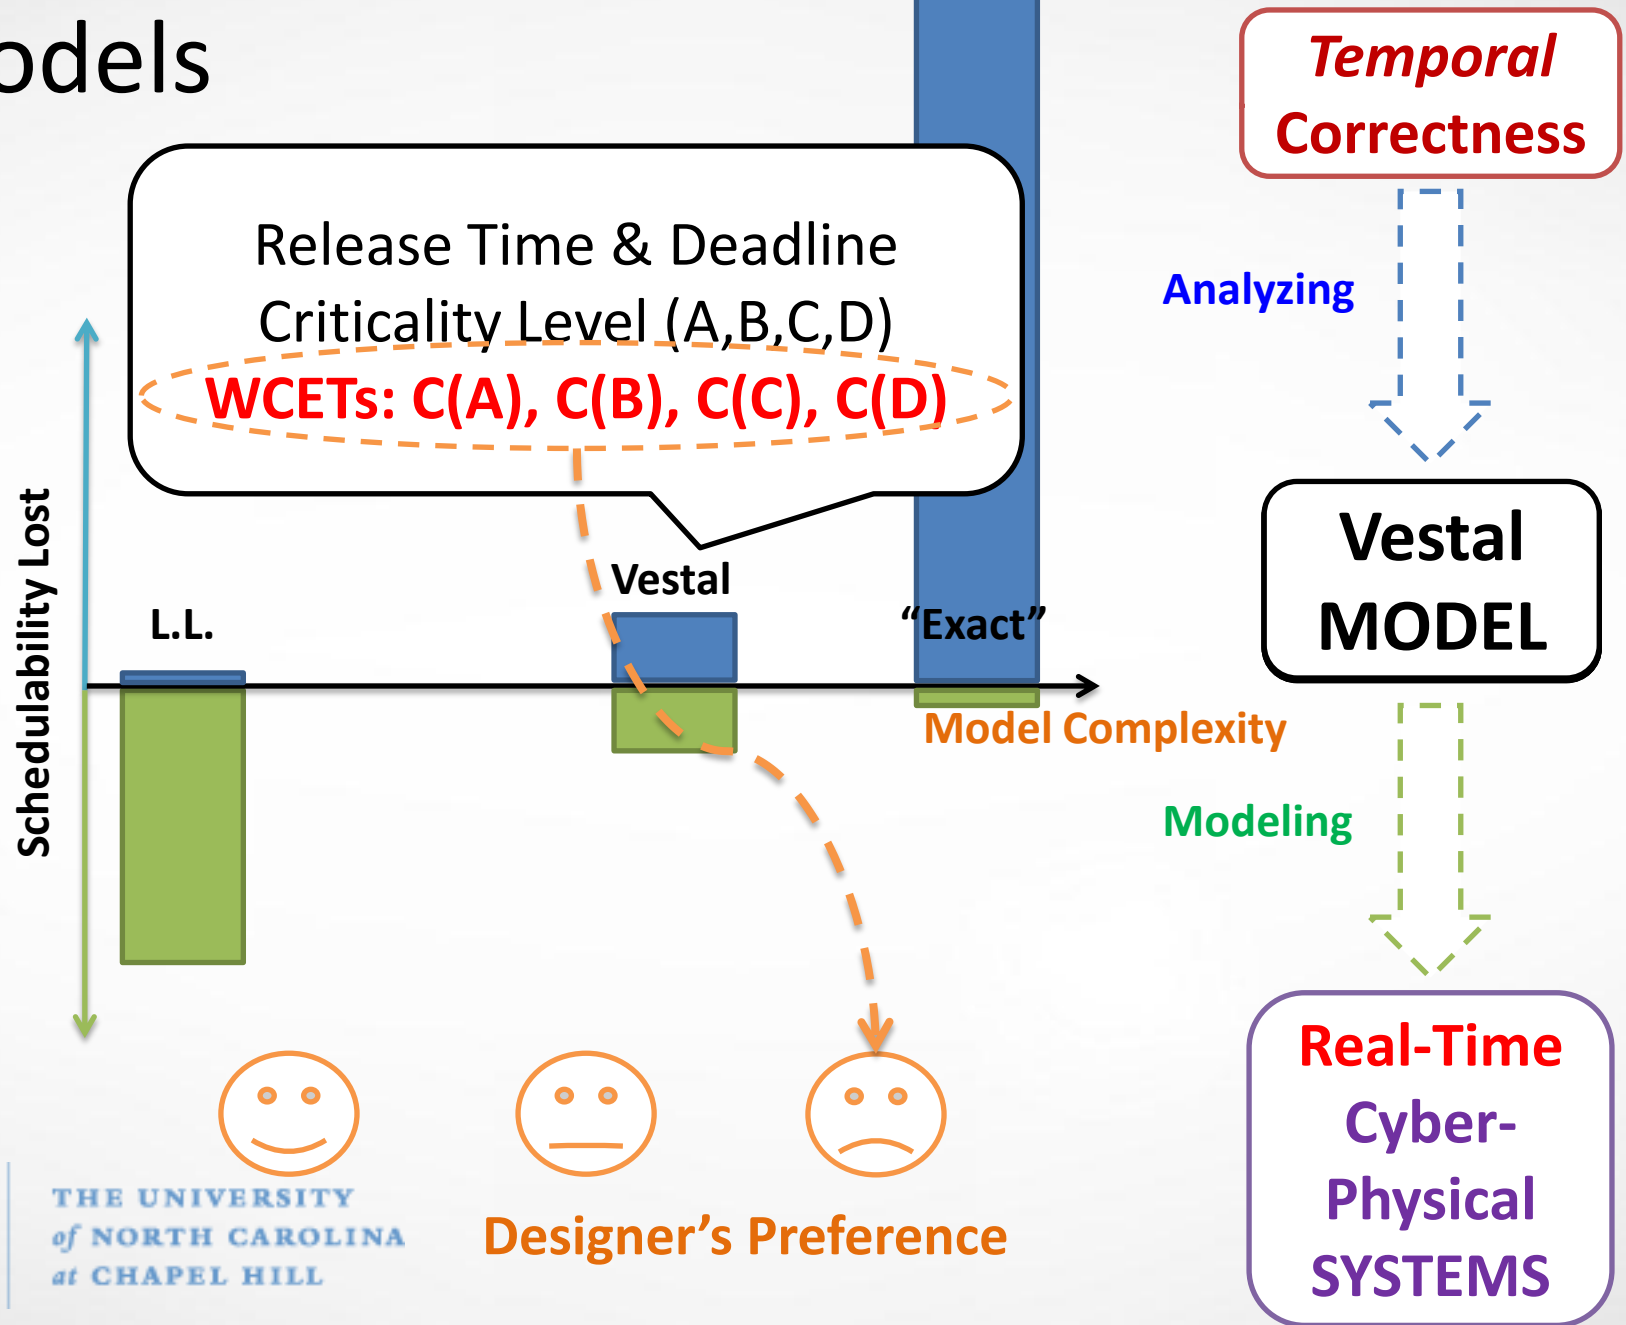 odels
Release Time & Deadline
Criticality Level (A,B,C,D)
WCETs: C(A), C(B), C(C), C(D)
Schedulability Lost
L.L.
Vestal
“Exact”
Model Complexity
Designer’s Preference
THE UNIVERSITY
of NORTH CAROLINA
at CHAPEL HILL
Temporal
Correctness
Analyzing
Vestal
MODEL
Modeling
Real-Time
Cyber-
Physical
SYSTEMS